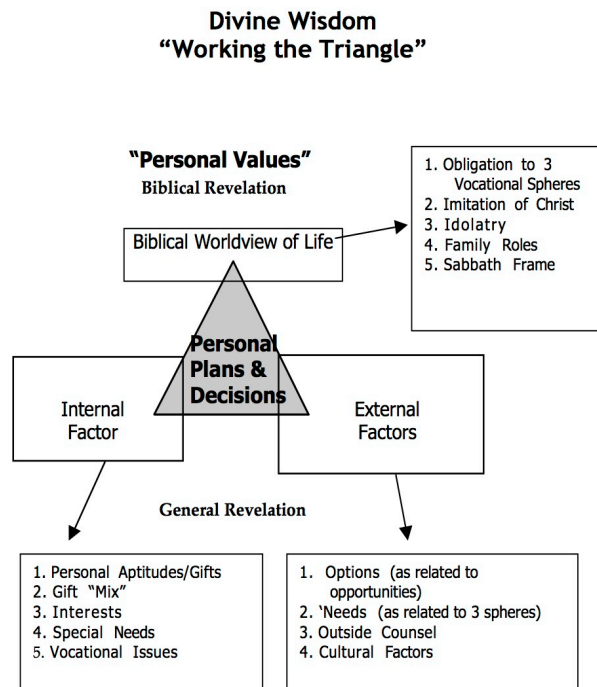 Divine Wisdom
“Working the Triangle”
“Personal Values”
Biblical Revelation
Biblical Worldview of Life
1. Obligation to 3
Vocational Spheres
2. Imitation of Christ
3. Idolatry
4. Family Roles
5. Sabbath Frame
Personal
Plans &
Decisions
Internal
Factor
External
Factors
General Revelation
1. Personal Aptitudes/Gifts
2. Gift “Mix”
3. Interests
4. Special Needs
5. Vocational Issues
1. Options (as related to
opportunities)
2. ‘Needs (as related to 3 spheres)
3. Outside Counsel
4. Cultural Factors